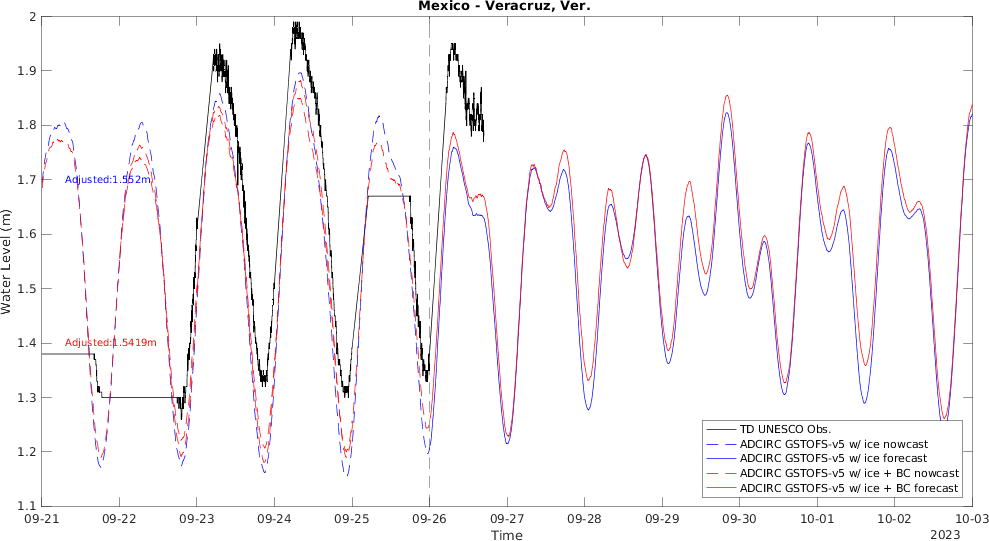 Mexico - Veracruz, Ver.
2
1.9
1.8
1.7
1.6
1.5
1.4
1.3
1.2
1.1
Water Level (m)
Adjusted:1.552m
Adjusted:1.5419m
TD UNESCO Obs.
ADCIRC GSTOFS-v5 w/ ice nowcast
ADCIRC GSTOFS-v5 w/ ice forecast
ADCIRC GSTOFS-v5 w/ ice + BC nowcast
ADCIRC GSTOFS-v5 w/ ice + BC forecast
09-21 09-22 09-23 09-24 09-25 09-26 09-27 09-28 09-29 09-30 10-01 10-02 10-03
Time
2023